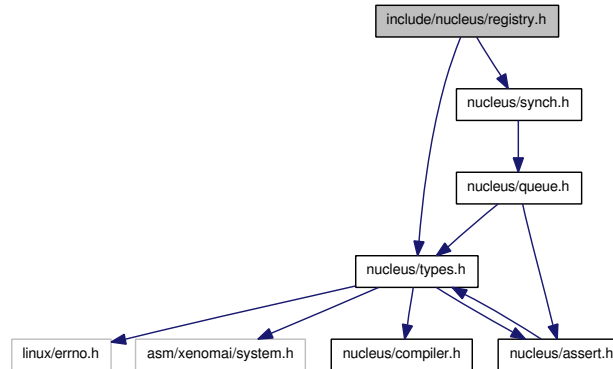 include/nucleus/registry.h
nucleus/synch.h
nucleus/queue.h
nucleus/types.h
linux/errno.h
asm/xenomai/system.h
nucleus/compiler.h
nucleus/assert.h